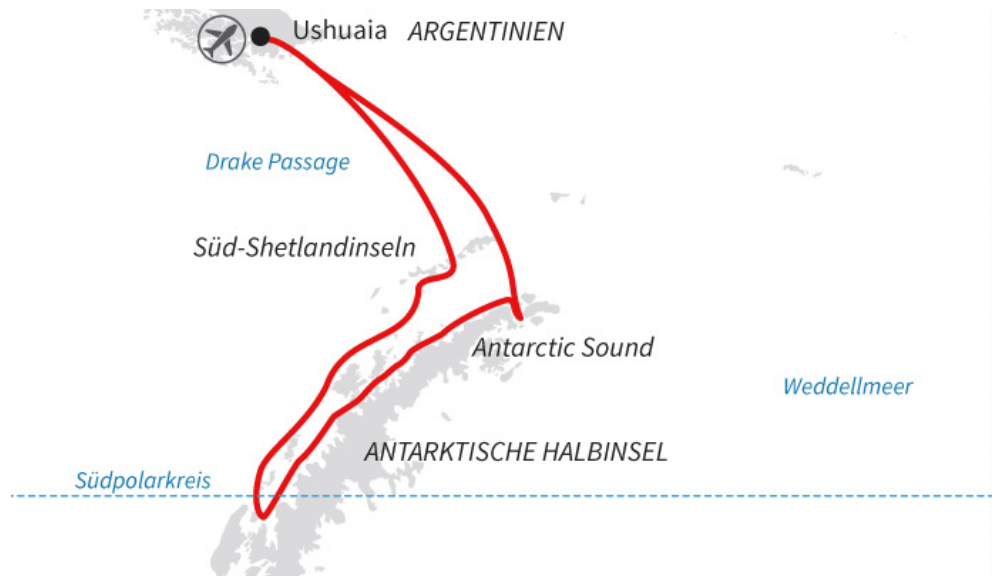 Ushuaia ARGENTINIEN
Drake Passage
Süd-Shetlandinseln
Antarctic Sound
Weddellmeer
ANTARKTISCHE HALBINSEL
Südpolarkreis